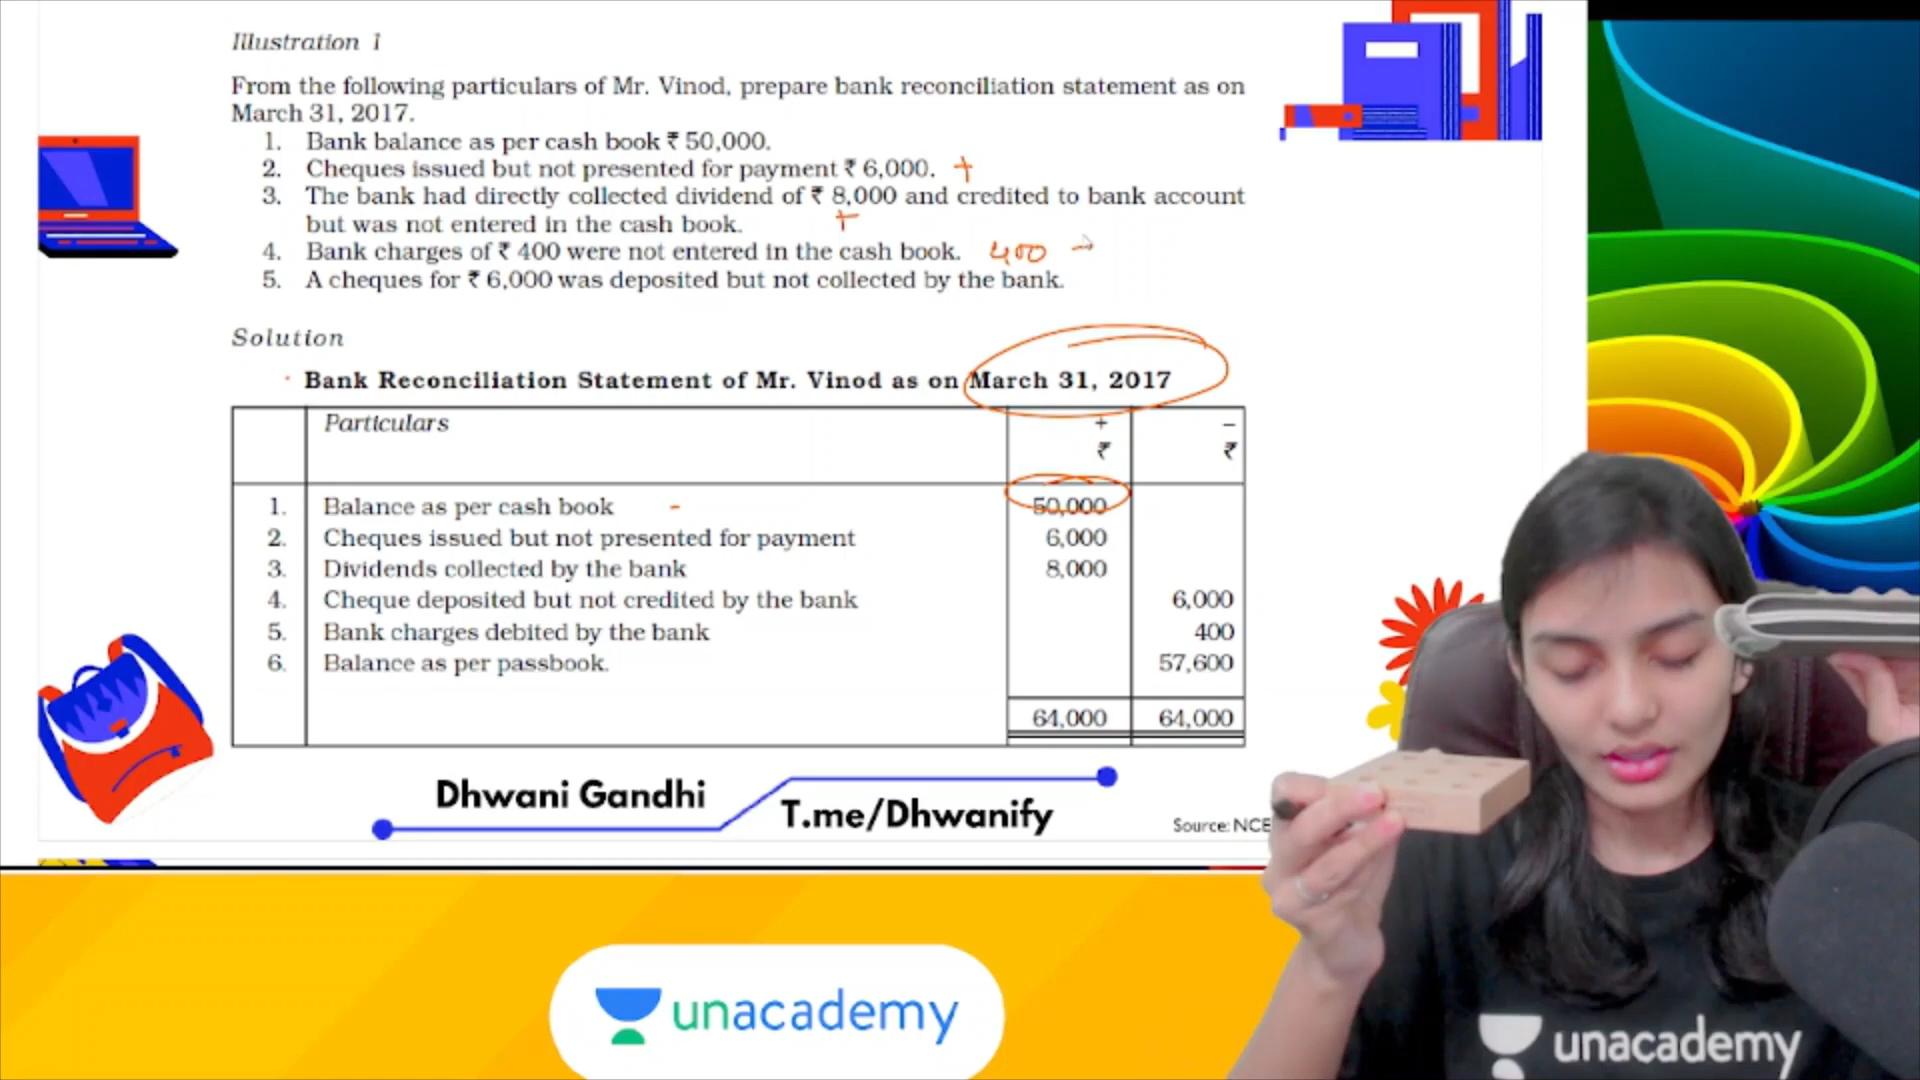 Illustration 1
From the following particulars of Mr. Vinod, prepare bank reconciliation statement as on
March 31, 2017.
1. Bank balance as per cash book ₹ 50,000.
2. Cheques issued but not presented for payment ₹ 6,000. +
3. The bank had directly collected dividend of ₹ 8,000 and credited to bank account
but was not entered in the cash book. +
4. Bank charges of ₹ 400 were not entered in the cash book. 400 -
5. A cheques for ₹ 6,000 was deposited but not collected by the bank.
Solution
Bank Reconciliation Statement of Mr. Vinod as on March 31, 2017
Particulars + −
₹ ₹
1. Balance as per cash book - 50,000
2. Cheques issued but not presented for payment 6,000
3. Dividends collected by the bank 8,000
4. Cheque deposited but not credited by the bank 6,000
5. Bank charges debited by the bank 400
6. Balance as per passbook. 57,600
64,000 64,000
Dhwani Gandhi
T.me/Dhwanify
Source: NCE
unacademy
unacademy